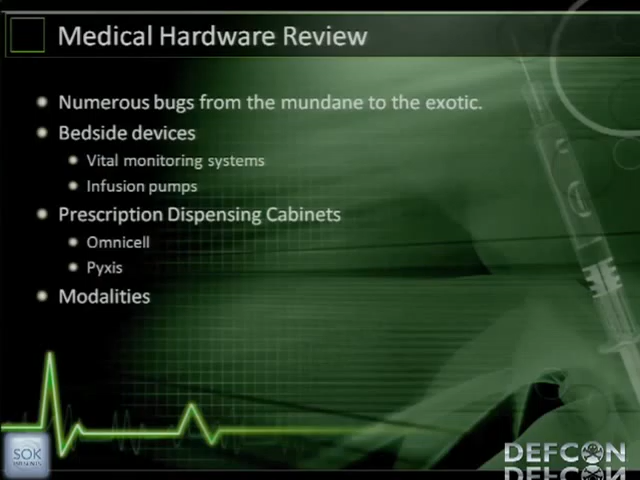 Medical Hardware Review
Numerous bugs from the mundane to the exotic.
Bedside devices
Vital monitoring systems
Infusion pumps
Prescription Dispensing Cabinets
Omnicell
Pyxis
Modalities
SOK
DEFCON